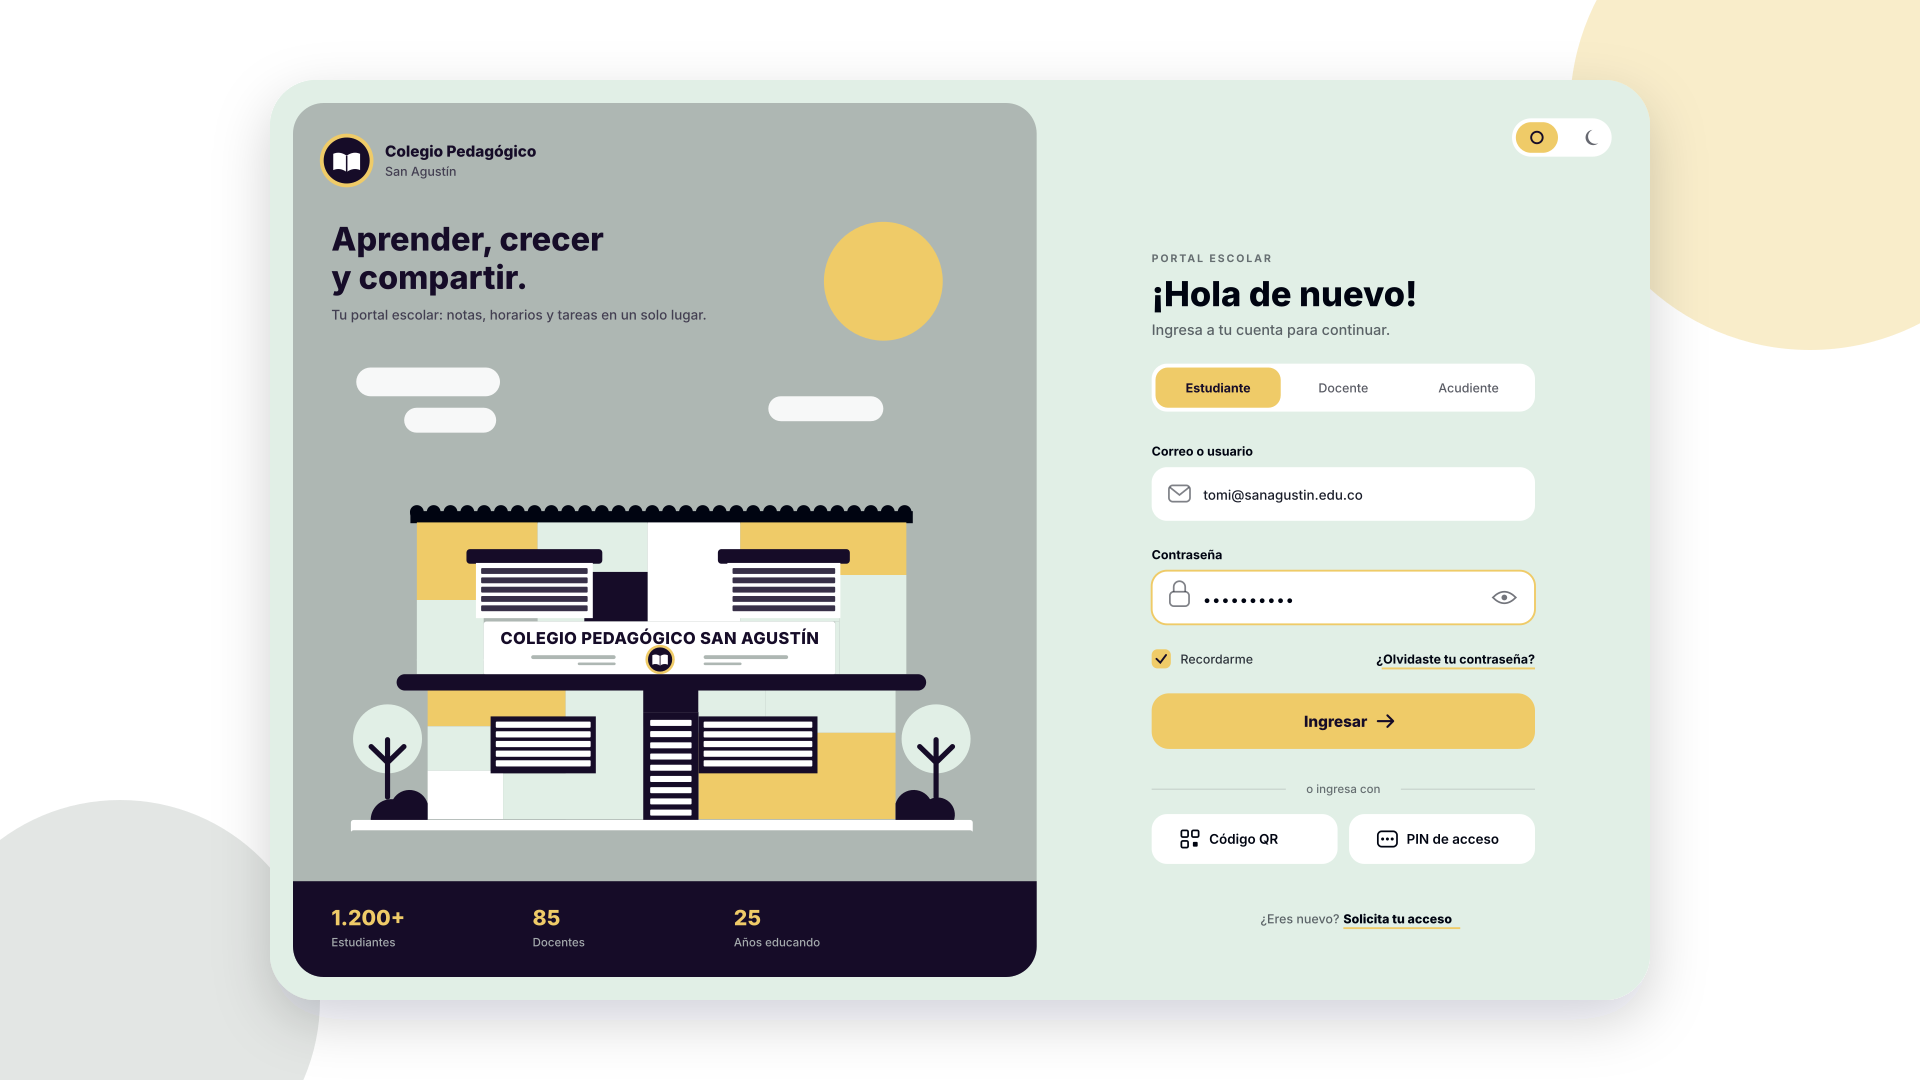 Colegio Pedagógico
San Agustín
Aprender, crecer
y compartir.
Tu portal escolar: notas, horarios y tareas en un solo lugar.
COLEGIO PEDAGÓGICO SAN AGUSTÍN
1.200+
Estudiantes
85
Docentes
25
Años educando
PORTAL ESCOLAR
¡Hola de nuevo!
Ingresa a tu cuenta para continuar.
Estudiante
Docente
Acudiente
Correo o usuario
tomi@sanagustin.edu.co
Contraseña
••••••••••
Recordarme
¿Olvidaste tu contraseña?
Ingresar →
o ingresa con
Código QR
PIN de acceso
¿Eres nuevo? Solicita tu acceso